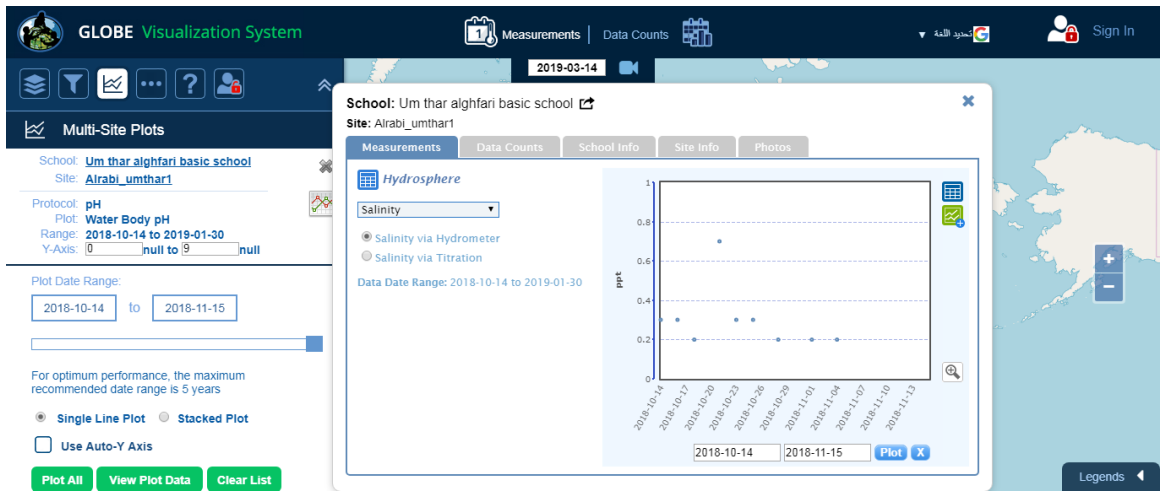 GLOBE Visualization System
1 Measurements | Data Counts
تحديد اللغة ▼
Sign In
2019-03-14
Multi-Site Plots
School: Um thar alghfari basic school
Site: Alrabi_umthar1
Protocol: pH
Plot: Water Body pH
Range: 2018-10-14 to 2019-01-30
Y-Axis: 0 null to 9 null
Plot Date Range:
2018-10-14 to 2018-11-15
For optimum performance, the maximum
recommended date range is 5 years
Single Line Plot Stacked Plot
Use Auto-Y Axis
Plot All View Plot Data Clear List
School: Um thar alghfari basic school
Site: Alrabi_umthar1
Measurements Data Counts School Info Site Info Photos
Hydrosphere
Salinity
Salinity via Hydrometer
Salinity via Titration
Data Date Range: 2018-10-14 to 2019-01-30
ppt
1
0.8
0.6
0.4
0.2
0
2018-10-14 2018-10-17 2018-10-20 2018-10-23 2018-10-26 2018-10-29 2018-11-01 2018-11-04 2018-11-07 2018-11-10 2018-11-13
2018-10-14 2018-11-15 Plot X
+
−
Legends